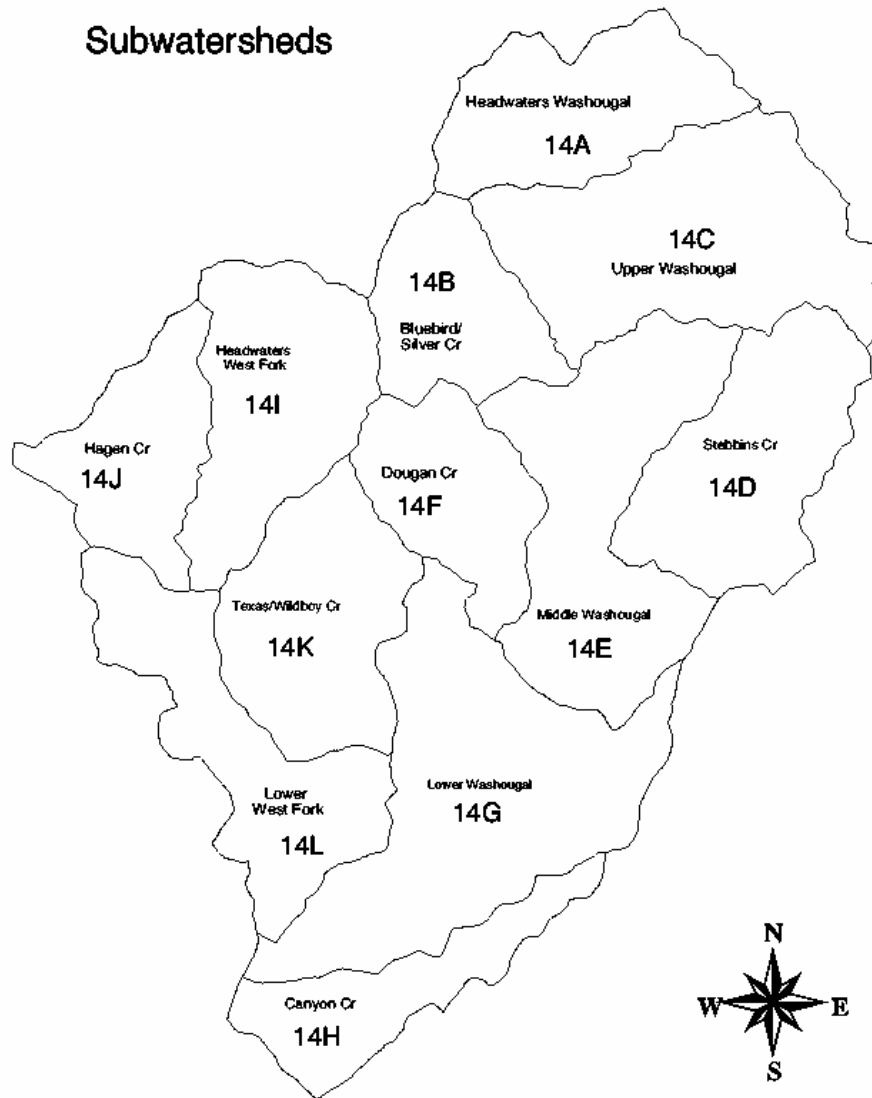 Subwatersheds
Headwaters Washougal
14A
14C
Upper Washougal
14B
Bluebird/
Silver Cr
Headwaters
West Fork
14I
Hagen Cr
14J
Dougan Cr
14F
Stebbins Cr
14D
Texas/Wildboy Cr
14K
Middle Washougal
14E
Lower Washougal
14G
Lower
West Fork
14L
Canyon Cr
14H
N
W
E
S